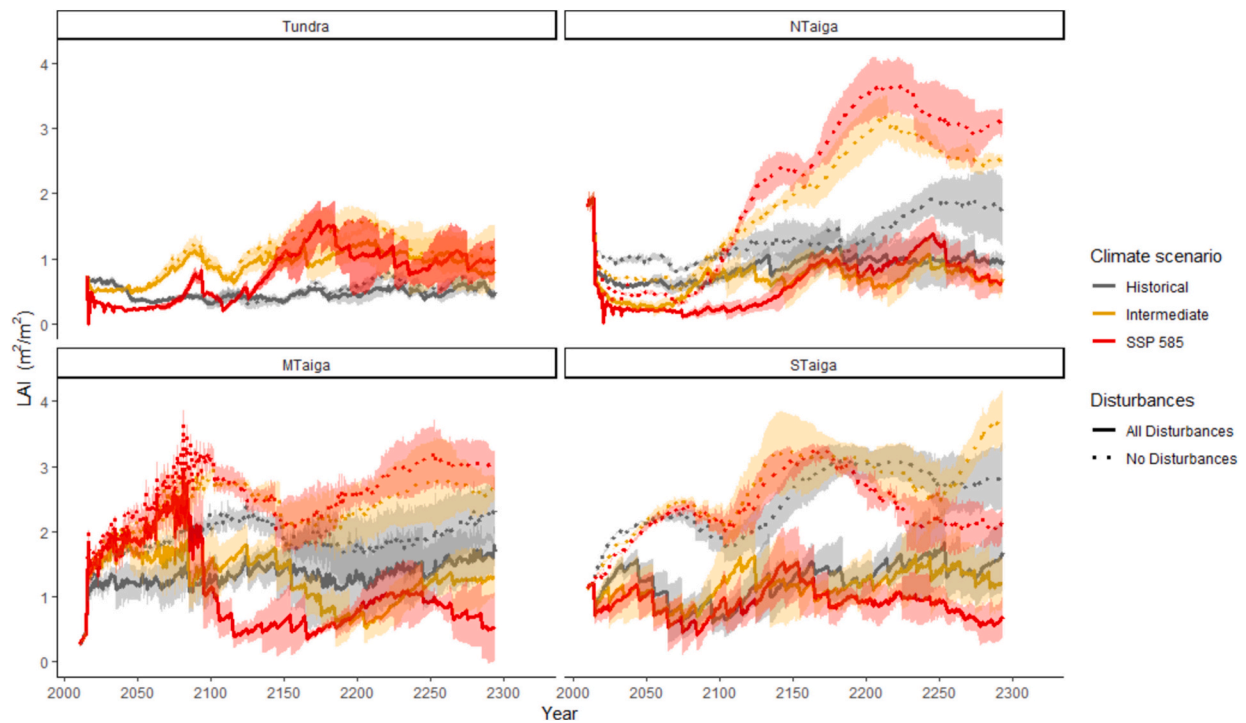 Tundra
NTaiga
4
3
2
1
0
MTaiga
STaiga
4
3
2
1
0
LAI (m²/m²)
2000 2050 2100 2150 2200 2250 2300
2000 2050 2100 2150 2200 2250 2300
Year
Climate scenario
Historical
Intermediate
SSP 585
Disturbances
All Disturbances
No Disturbances